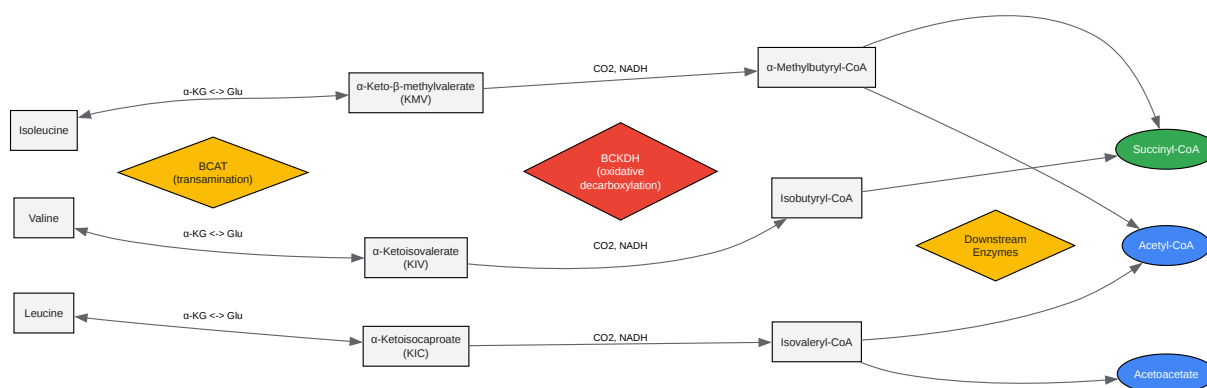 α-Methylbutyryl-CoA
CO2, NADH
α-Keto-β-methylvalerate
(KMV)
α-KG <-> Glu
Isoleucine
BCAT
(transamination)
BCKDH
(oxidative
decarboxylation)
Succinyl-CoA
Isobutyryl-CoA
Valine
α-KG <-> Glu
CO2, NADH
α-Ketoisovalerate
(KIV)
Downstream
Enzymes
Acetyl-CoA
Leucine
α-KG <-> Glu
α-Ketoisocaproate
(KIC)
CO2, NADH
Isovaleryl-CoA
Acetoacetate